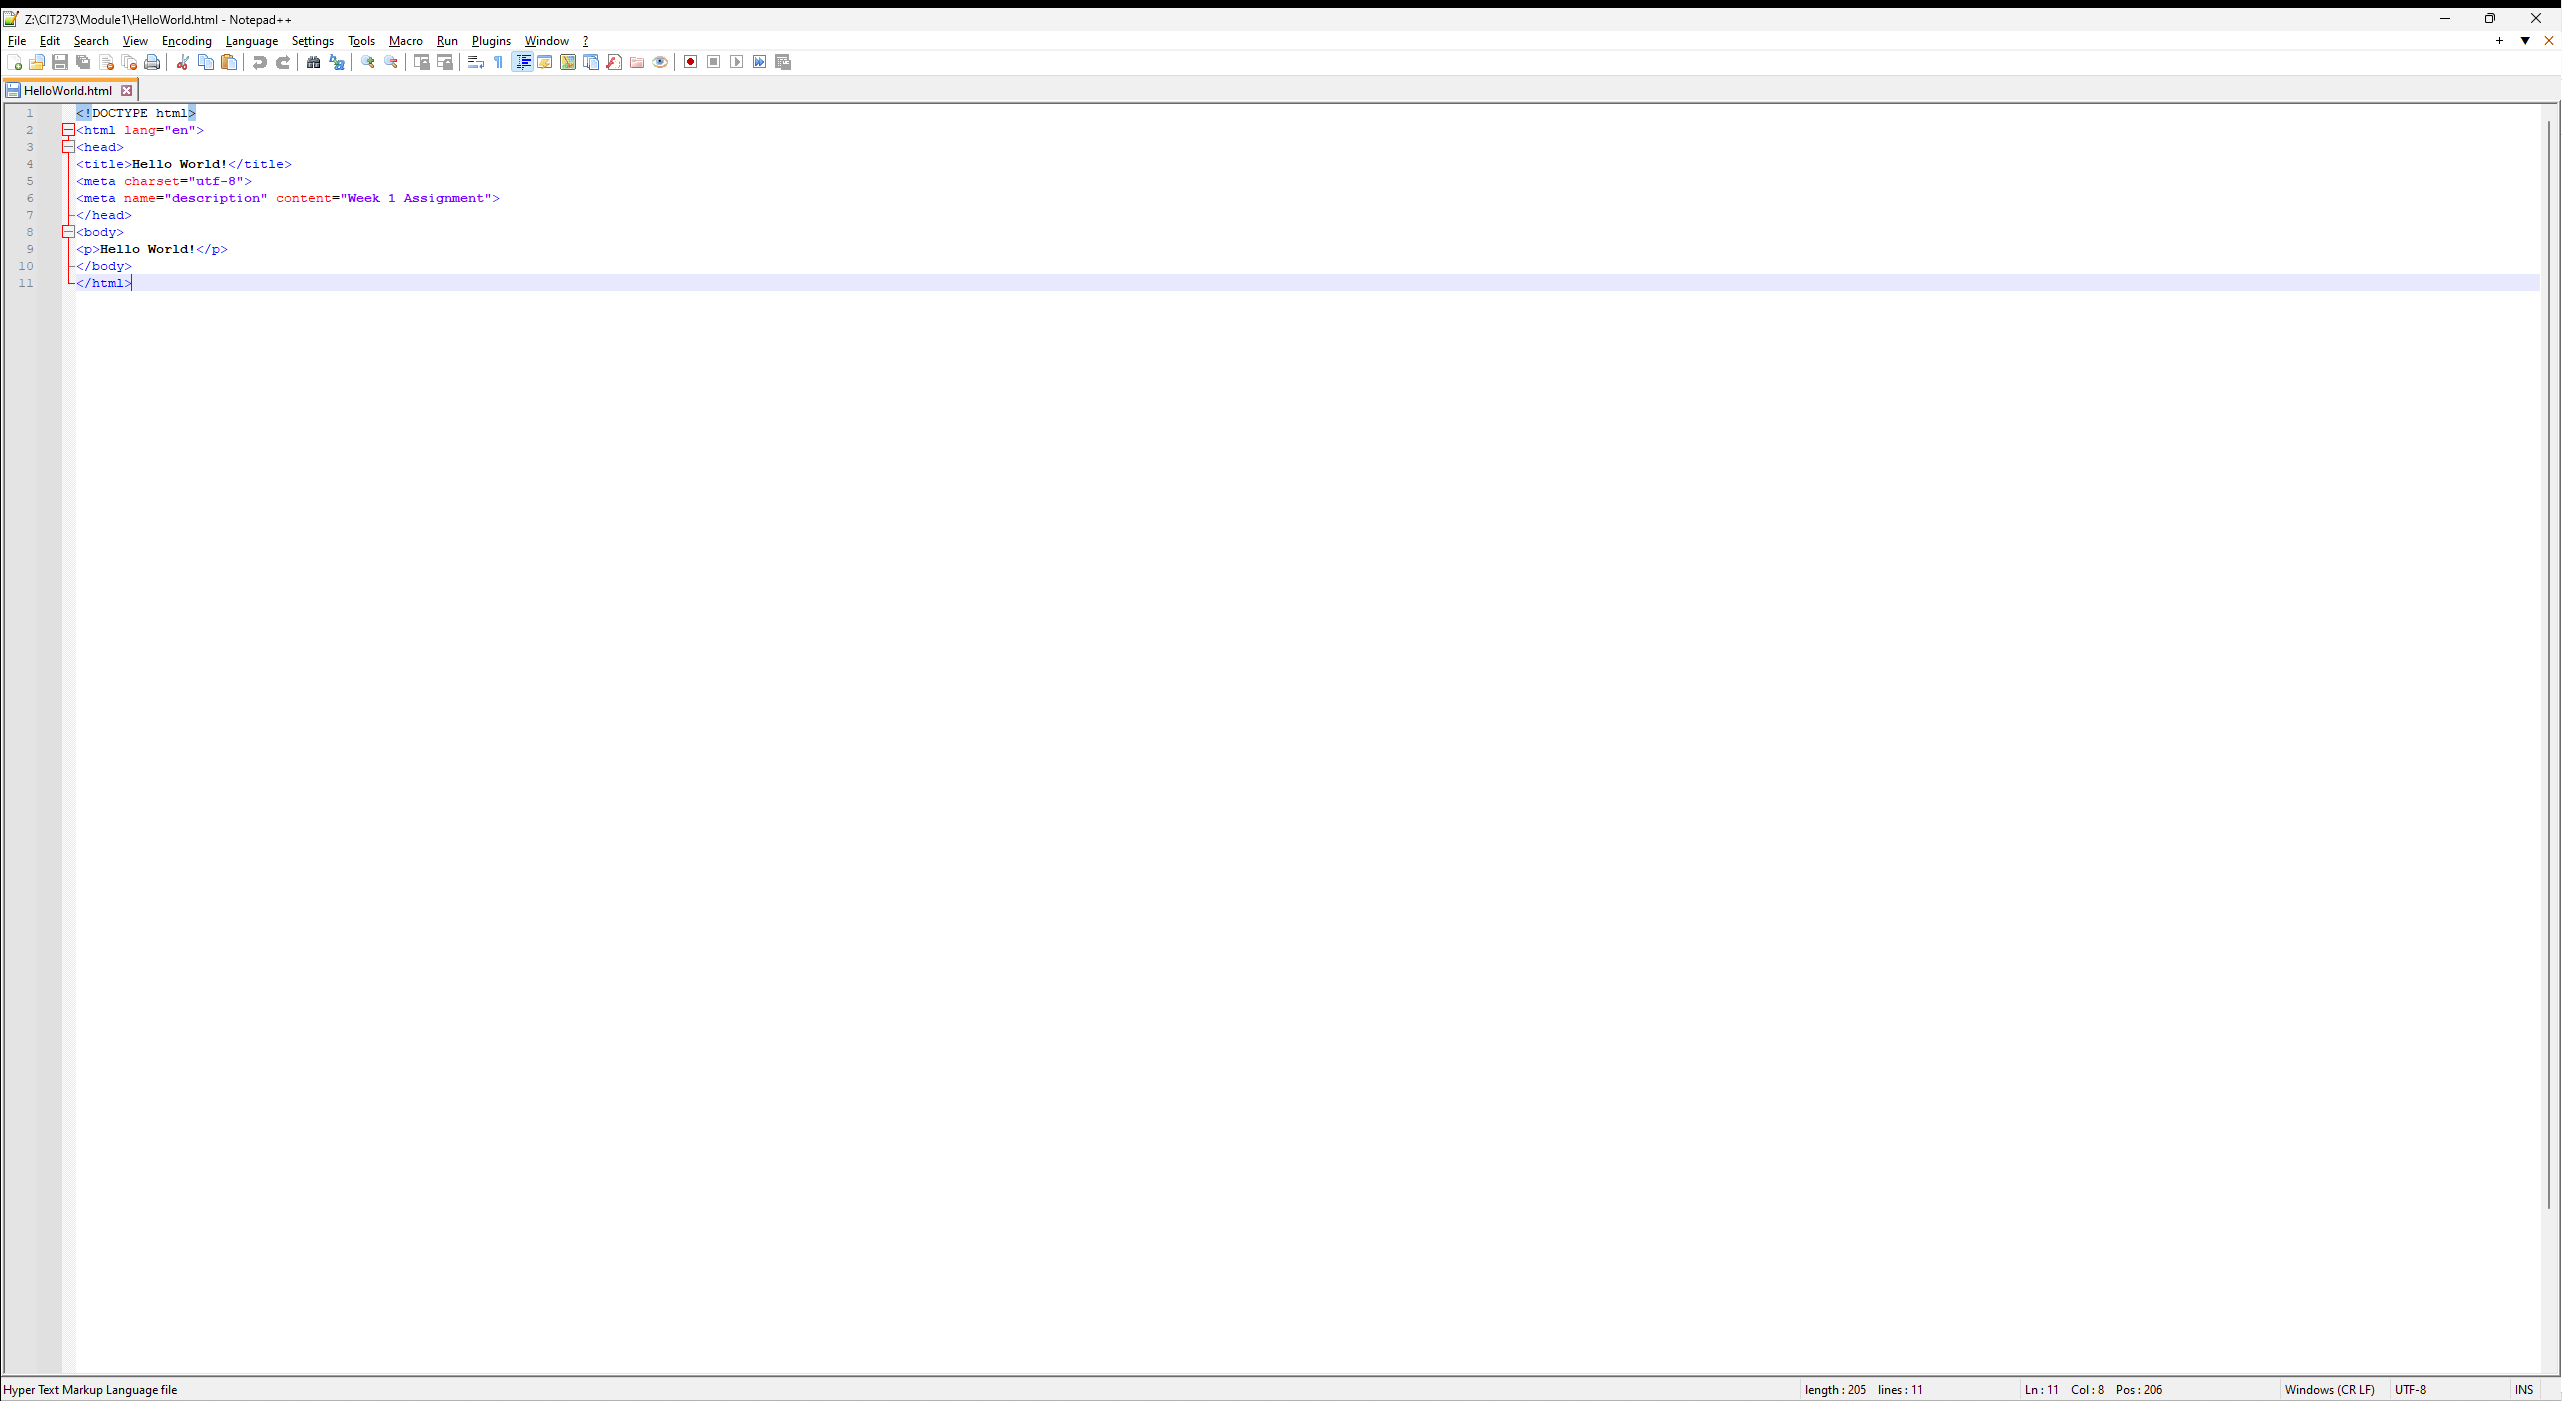 Z:\CIT273\Module1\HelloWorld.html - Notepad++
File Edit Search View Encoding Language Settings Tools Macro Run Plugins Window ?
HelloWorld.html
1 <!DOCTYPE html>
2 <html lang="en">
3 <head>
4 <title>Hello World!</title>
5 <meta charset="utf-8">
6 <meta name="description" content="Week 1 Assignment">
7 </head>
8 <body>
9 <p>Hello World!</p>
10 </body>
11 </html>
Hyper Text Markup Language file length : 205 lines : 11 Ln : 11 Col : 8 Pos : 206 Windows (CR LF) UTF-8 INS